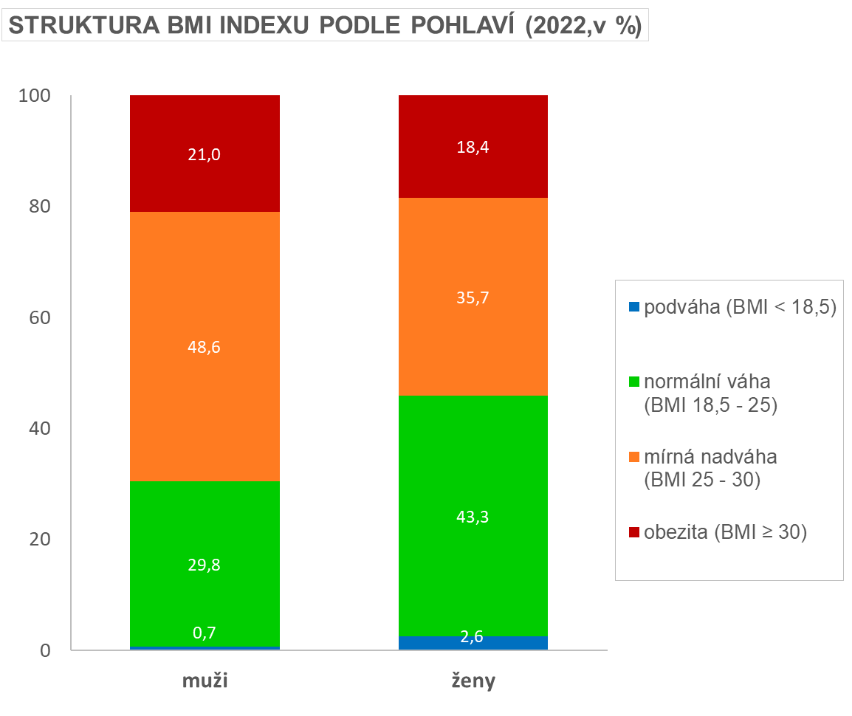 STRUKTURA BMI INDEXU PODLE POHLAVÍ (2022,v %)
100
80
60
40
20
0
21,0
48,6
29,8
0,7
18,4
35,7
43,3
2,6
muži
ženy
podváha (BMI < 18,5)
normální váha
(BMI 18,5 - 25)
mírná nadváha
(BMI 25 - 30)
obezita (BMI ≥ 30)